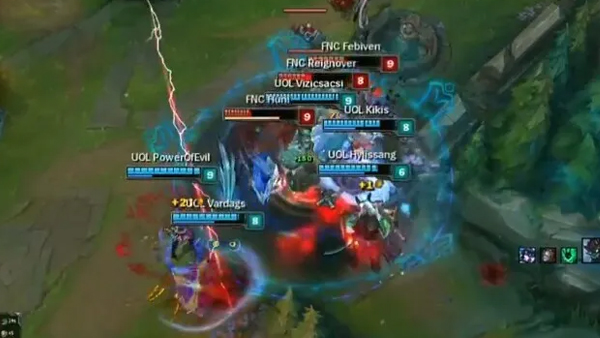 FNC Febiven
9
FNC Reignover
8
UOL Vizicsacsi
9
FNC Huni
9
UOL Kikis
8
UOL PowerOfEvil
9
UOL Hylissang
6
UOL Vardags
8